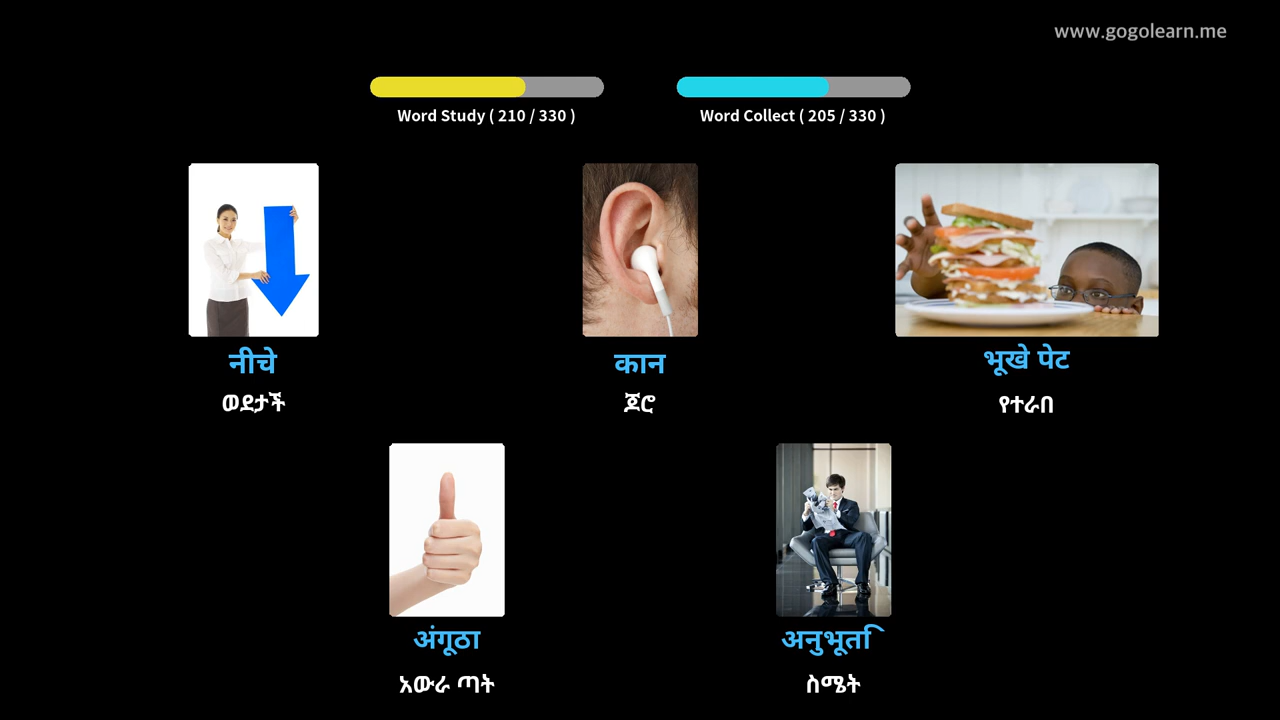 www.gogolearn.me
Word Study ( 210 / 330 )
Word Collect ( 205 / 330 )
नीचे
ወደታች
कान
ጆሮ
भूखे पेट
የተራበ
अंगूठा
አውራ ጣት
अनुभूति
ስሜት